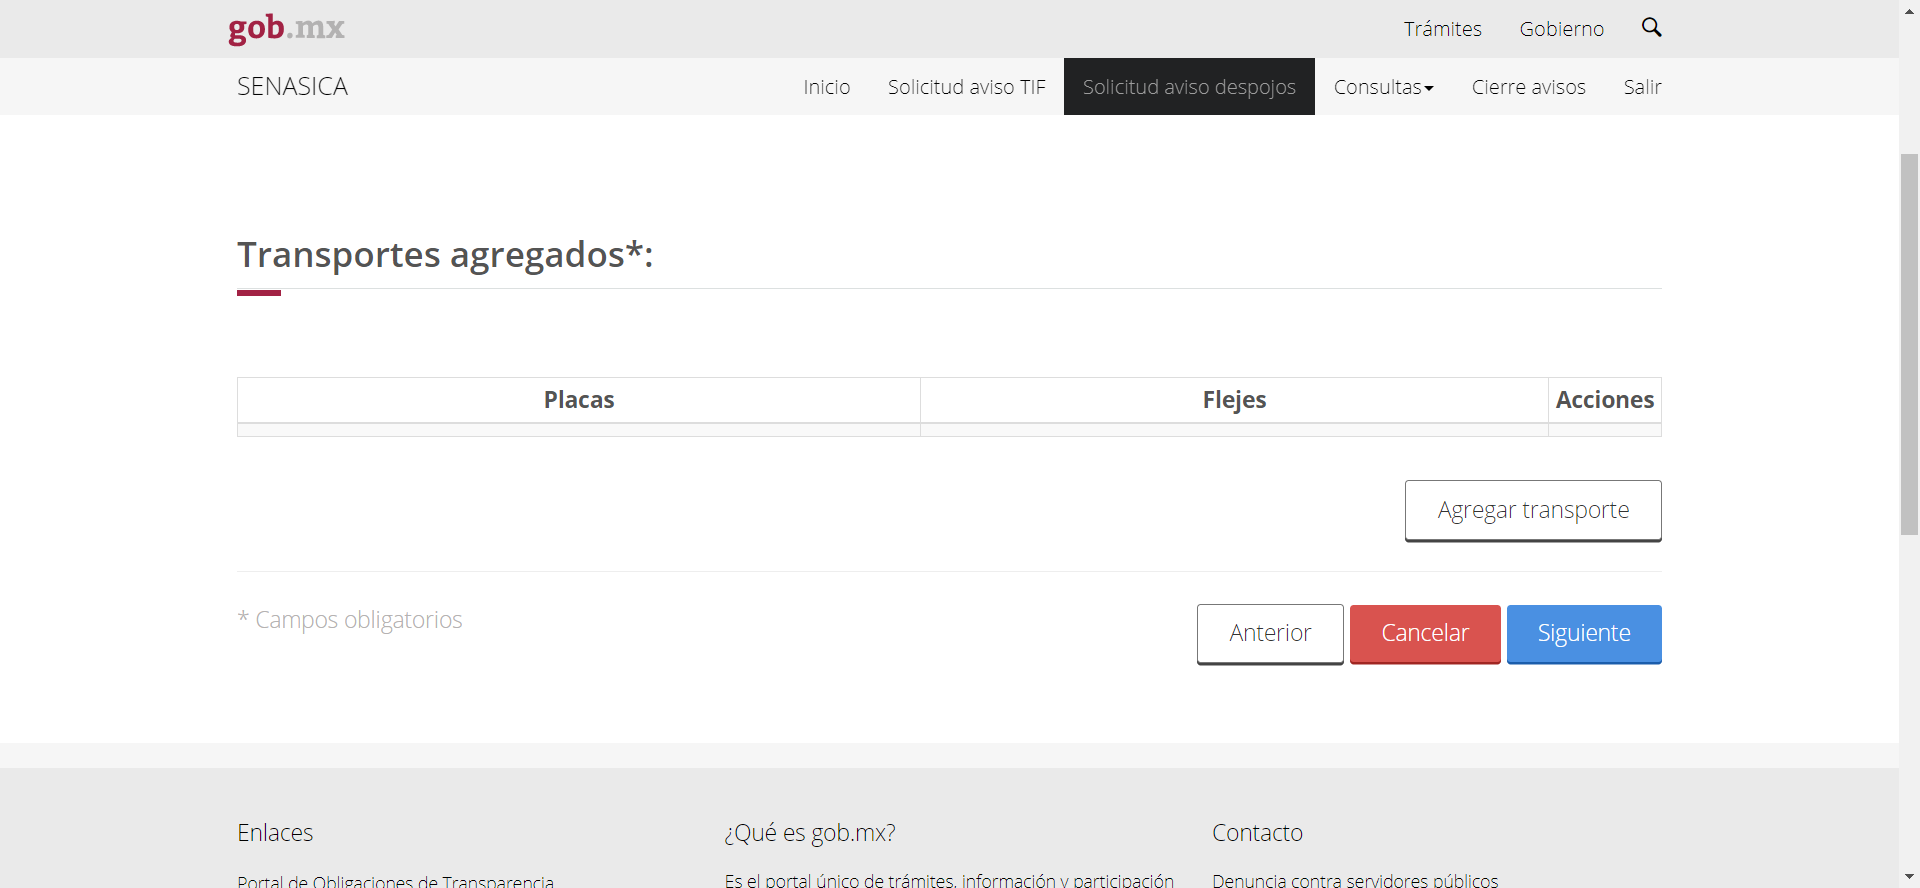 gob.mx
Trámites Gobierno
SENASICA
Inicio Solicitud aviso TIF Solicitud aviso despojos Consultas Cierre avisos Salir
Transportes agregados*:
Placas Flejes Acciones
Agregar transporte
* Campos obligatorios
Anterior Cancelar Siguiente
Enlaces ¿Qué es gob.mx? Contacto
Portal de Obligaciones de Transparencia Es el portal único de trámites, información y participación Denuncia contra servidores públicos